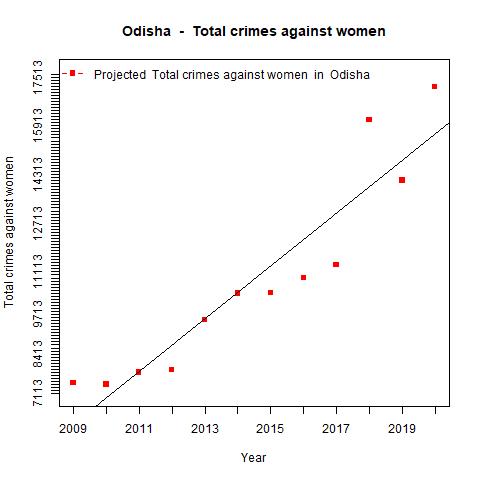 Odisha - Total crimes against women
Projected Total crimes against women in Odisha
Total crimes against women
17513
15913
14313
12713
11113
9713
8413
7113
2009 2011 2013 2015 2017 2019
Year